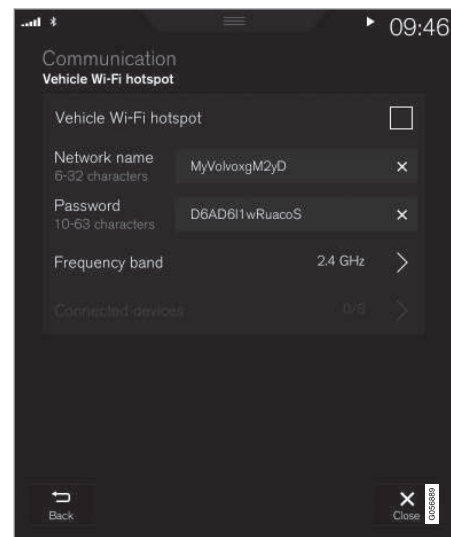 09:46
Communication
Vehicle Wi-Fi hotspot
Vehicle Wi-Fi hotspot
Network name
6-32 characters
MyVolvoxgM2yD
Password
10-63 characters
D6AD6I1wRuacoS
Frequency band
2.4 GHz
Connected devices
0/8
Back
Close
G056889